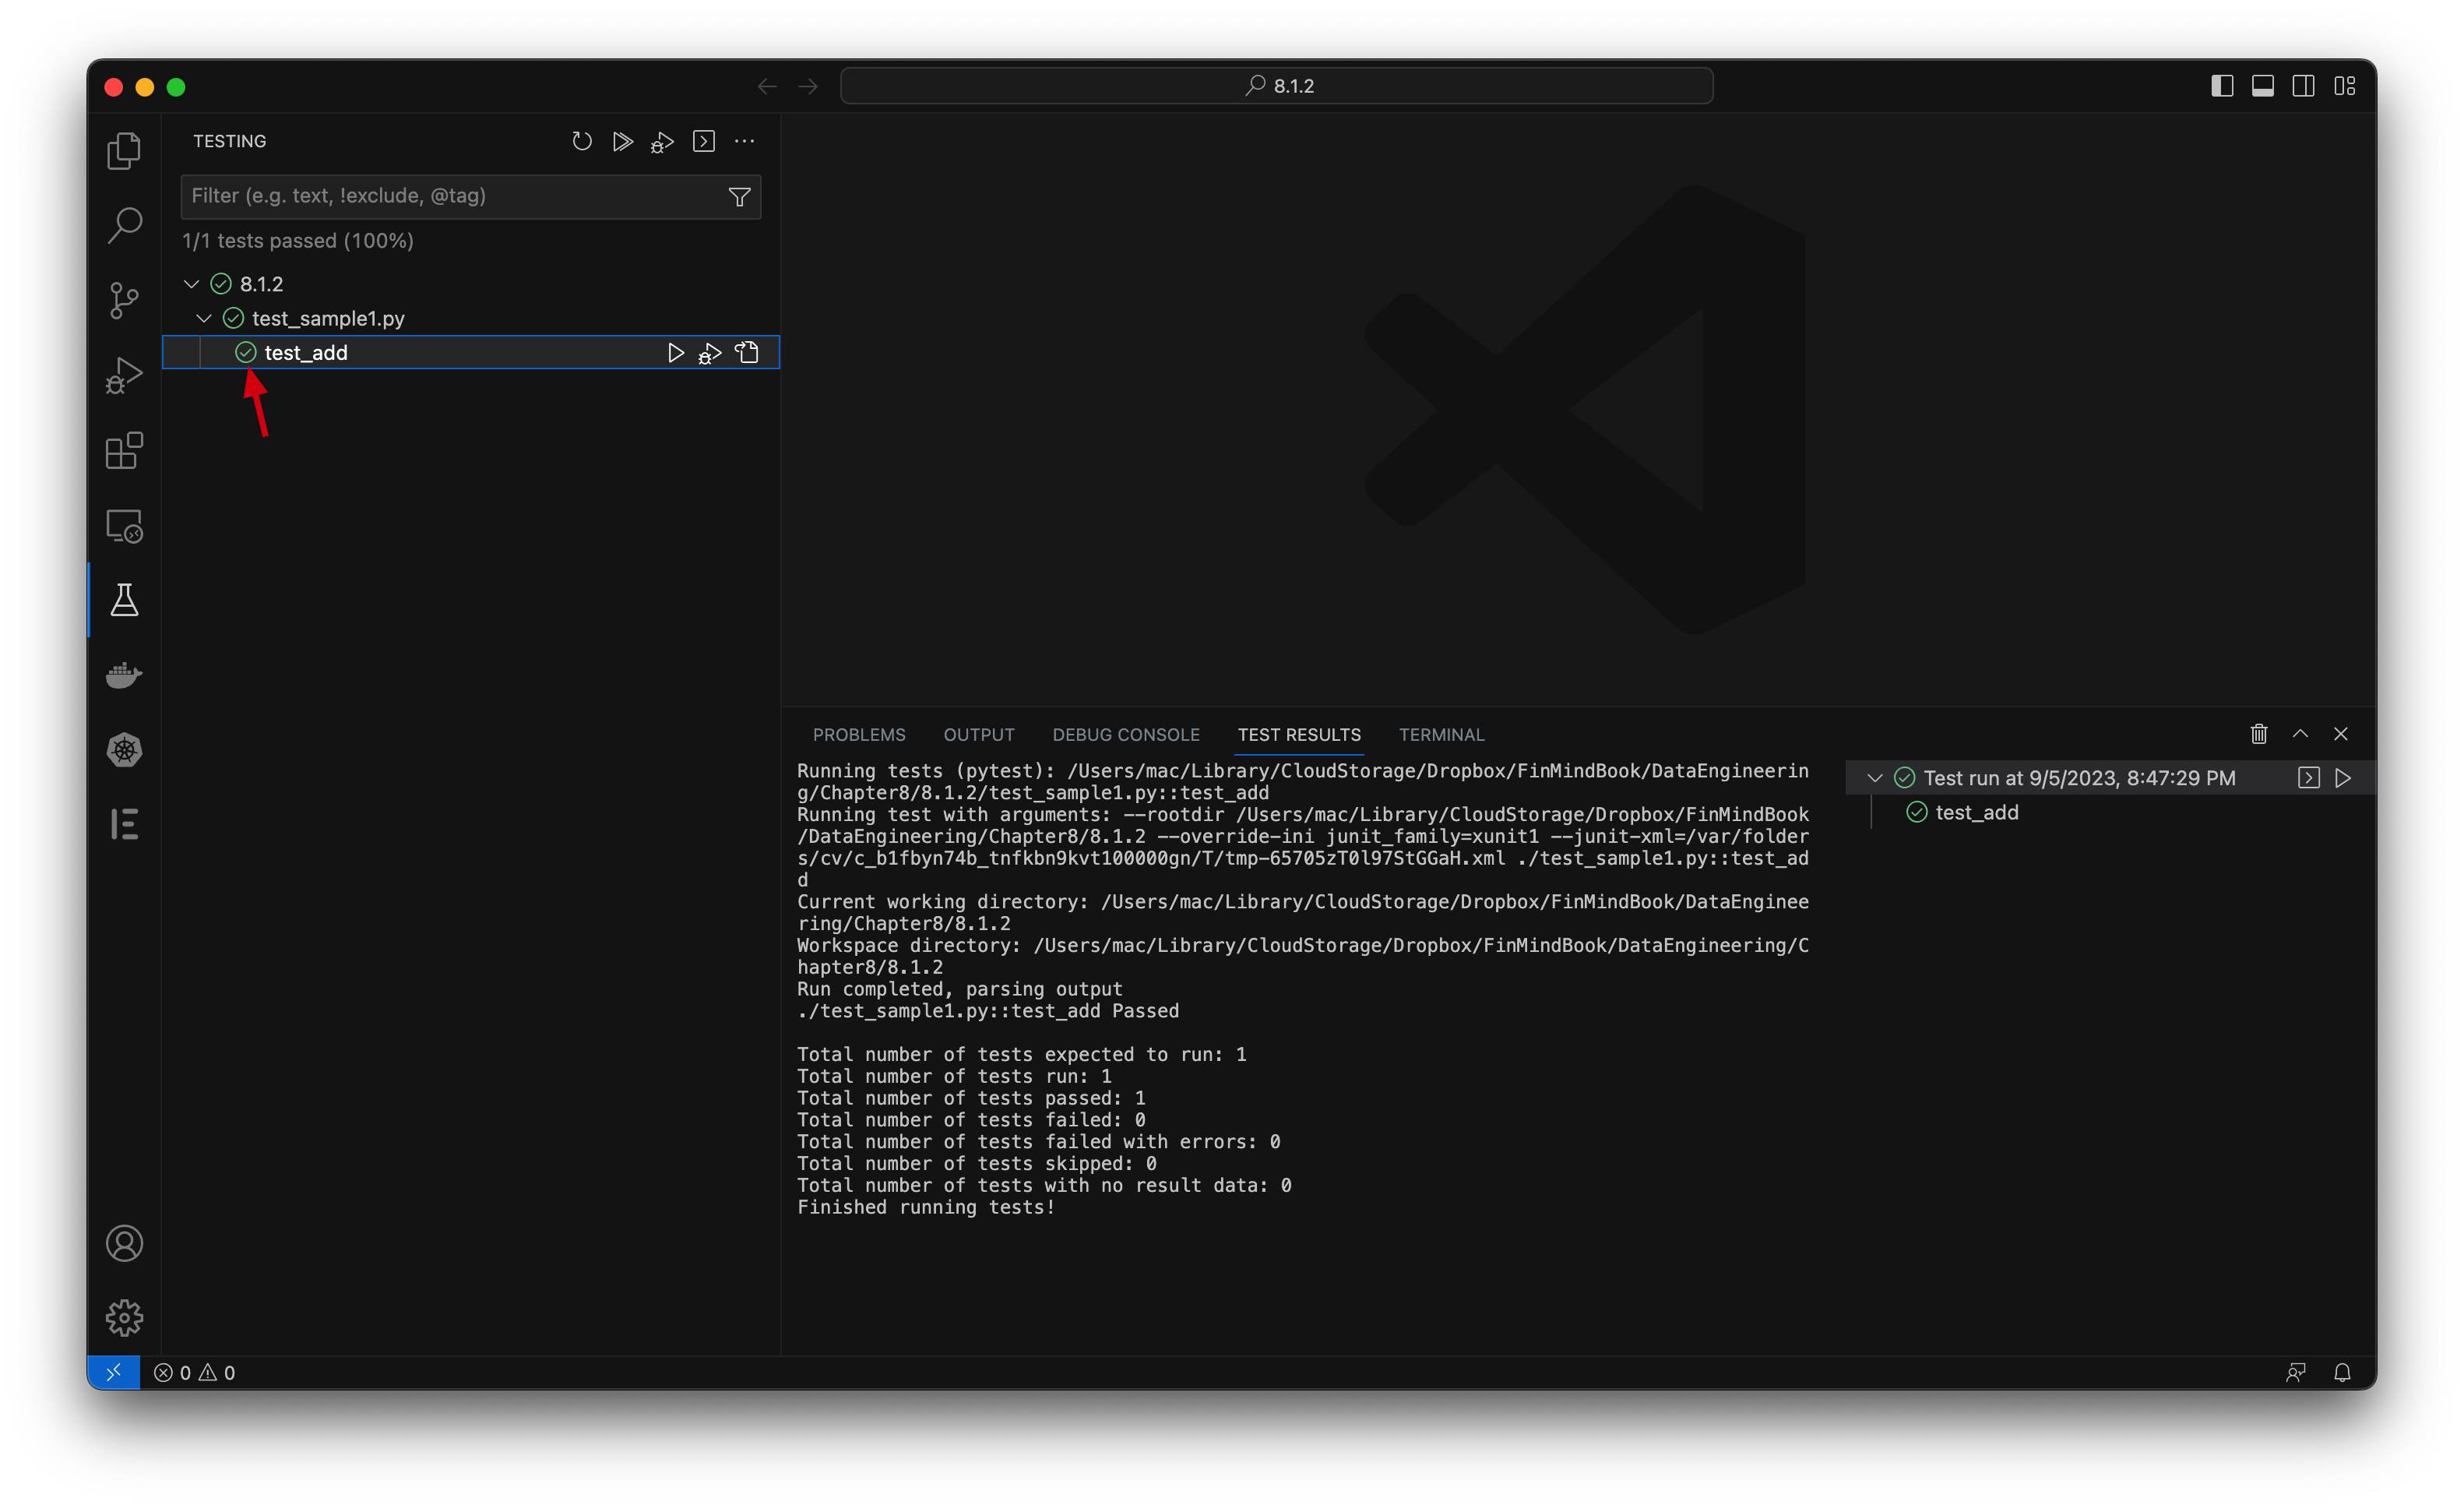 8.1.2
TESTING
Filter (e.g. text, !exclude, @tag)
1/1 tests passed (100%)
8.1.2
test_sample1.py
test_add
PROBLEMS OUTPUT DEBUG CONSOLE TEST RESULTS TERMINAL
Running tests (pytest): /Users/mac/Library/CloudStorage/Dropbox/FinMindBook/DataEngineerin
g/Chapter8/8.1.2/test_sample1.py::test_add
Running test with arguments: --rootdir /Users/mac/Library/CloudStorage/Dropbox/FinMindBook
/DataEngineering/Chapter8/8.1.2 --override-ini junit_family=xunit1 --junit-xml=/var/folder
s/cv/c_b1fbyn74b_tnfkbn9kvt100000gn/T/tmp-65705zT0l97StGGaH.xml ./test_sample1.py::test_ad
d
Current working directory: /Users/mac/Library/CloudStorage/Dropbox/FinMindBook/DataEnginee
ring/Chapter8/8.1.2
Workspace directory: /Users/mac/Library/CloudStorage/Dropbox/FinMindBook/DataEngineering/C
hapter8/8.1.2
Run completed, parsing output
./test_sample1.py::test_add Passed
Total number of tests expected to run: 1
Total number of tests run: 1
Total number of tests passed: 1
Total number of tests failed: 0
Total number of tests failed with errors: 0
Total number of tests skipped: 0
Total number of tests with no result data: 0
Finished running tests!
Test run at 9/5/2023, 8:47:29 PM
test_add
0 0